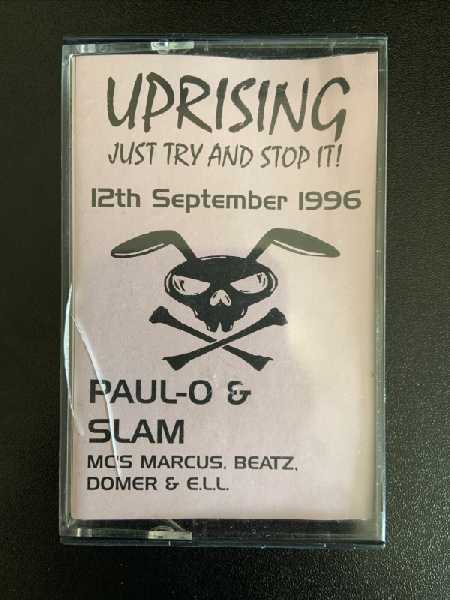 UPRISING
JUST TRY AND STOP IT!
12th September 1996
PAUL-O &
SLAM
MC'S MARCUS, BEATZ,
DOMER & E.L.L.